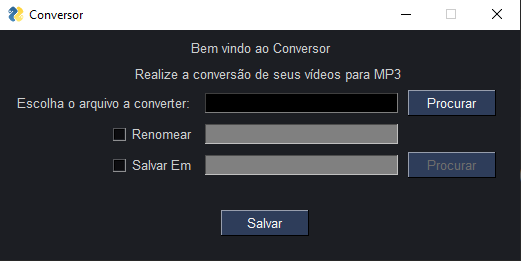 Conversor
Bem vindo ao Conversor
Realize a conversão de seus vídeos para MP3
Escolha o arquivo a converter: Procurar
Renomear
Salvar Em Procurar
Salvar